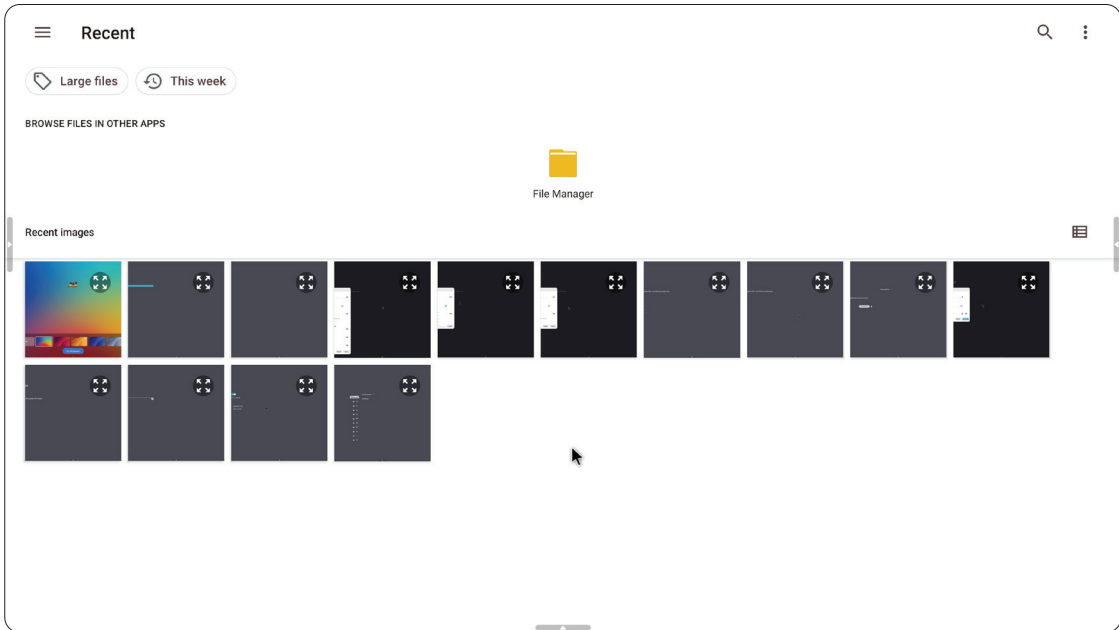 Recent
Large files
This week
BROWSE FILES IN OTHER APPS
File Manager
Recent images